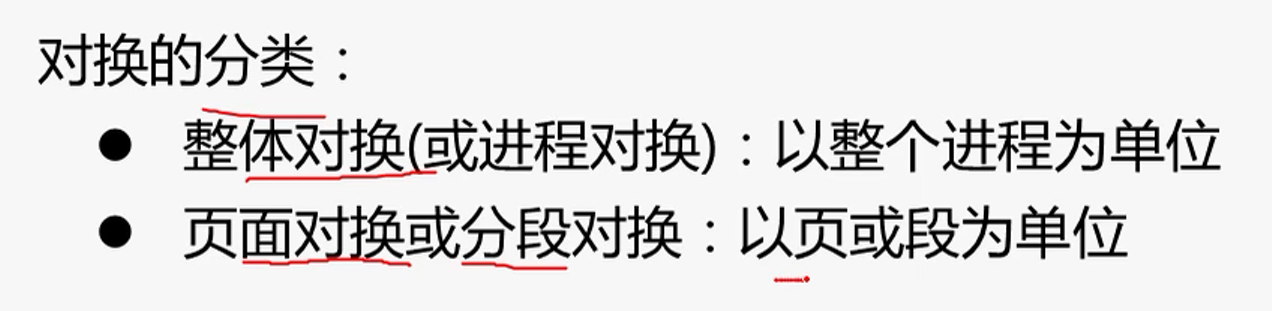 对换的分类：
● 整体对换(或进程对换)：以整个进程为单位
● 页面对换或分段对换：以页或段为单位